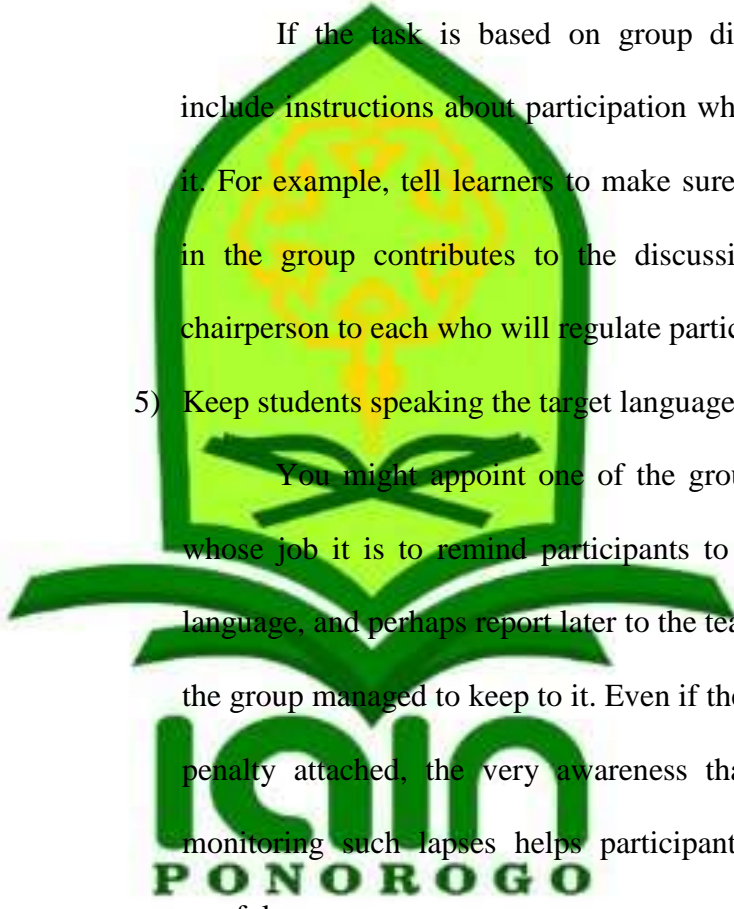 If the task is based on group di
include instructions about participation wh
it. For example, tell learners to make sure
in the group contributes to the discussi
chairperson to each who will regulate partic
5) Keep students speaking the target language
You might appoint one of the grou
whose job it is to remind participants to
language, and perhaps report later to the tea
the group managed to keep to it. Even if the
penalty attached, the very awareness tha
monitoring such lapses helps participant
iain
PONOROGO